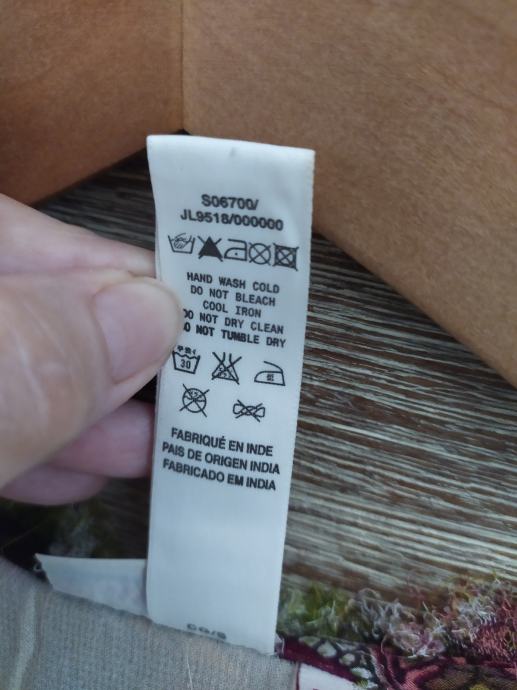 S06700/
JL9518/000000
HAND WASH COLD
DO NOT BLEACH
COOL IRON
DO NOT DRY CLEAN
DO NOT TUMBLE DRY
30
FABRIQUÉ EN INDE
PAIS DE ORIGEN INDIA
FABRICADO EM INDIA